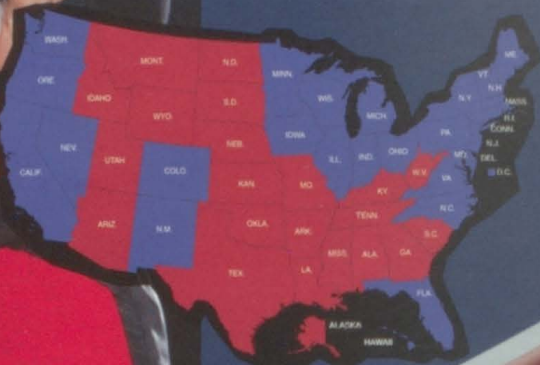 WASH.
MONT.
N.D.
MINN.
ME.
ORE.
IDAHO
S.D.
WIS.
MICH.
VT.
N.H.
N.Y.
MASS.
WYO.
R.I.
CONN.
NEV.
NEB.
IOWA
PA.
N.J.
UTAH
COLO.
ILL.
IND.
OHIO
MD.
DEL.
CALIF.
W.V.
VA.
D.C.
KAN.
MO.
KY.
ARIZ.
N.M.
OKLA.
ARK.
TENN.
N.C.
S.C.
MISS.
ALA.
GA.
TEX.
LA.
FLA.
ALASKA
HAWAII